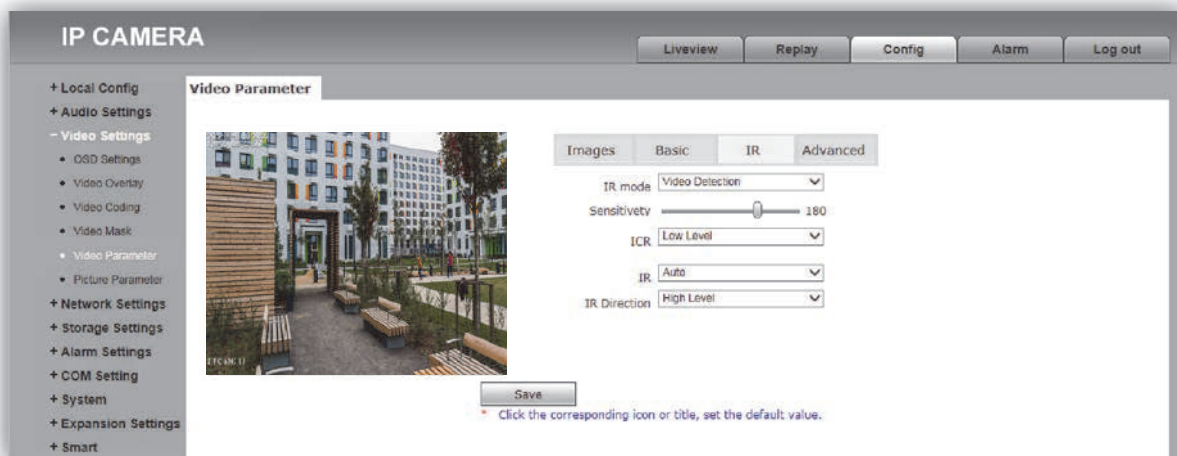 IP CAMERA
Liveview Replay Config Alarm Log out
+ Local Config
+ Audio Settings
− Video Settings
• OSD Settings
• Video Overlay
• Video Coding
• Video Mask
• Video Parameter
• Picture Parameter
+ Network Settings
+ Storage Settings
+ Alarm Settings
+ COM Setting
+ System
+ Expansion Settings
+ Smart
Video Parameter
Images Basic IR Advanced
IR mode Video Detection
Sensitivety 180
ICR Low Level
IR Auto
IR Direction High Level
Save
* Click the corresponding icon or title, set the default value.